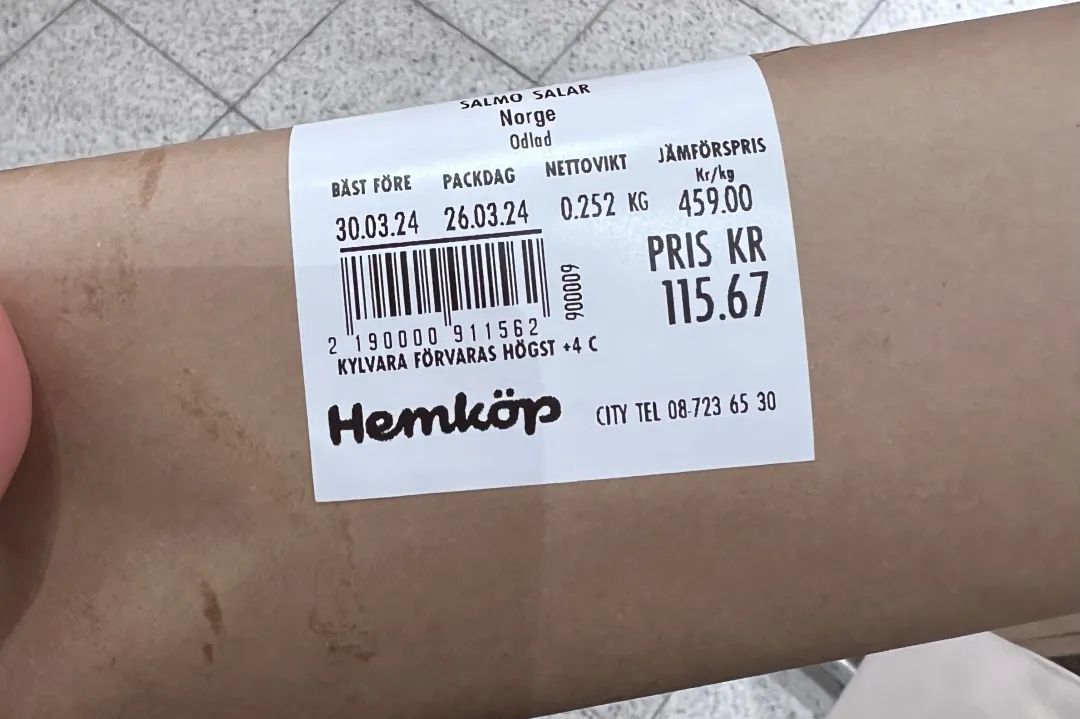 SALMO SALAR
Norge
Odlad
BÄST FÖRE PACKDAG NETTOVIKT JÄMFÖRSPRIS
Kr/kg
30.03.24 26.03.24 0.252 KG 459.00
PRIS KR
115.67
900009
2 190000 911562
KYLVARA FÖRVARAS HÖGST +4 C
Hemköp CITY TEL 08-723 65 30